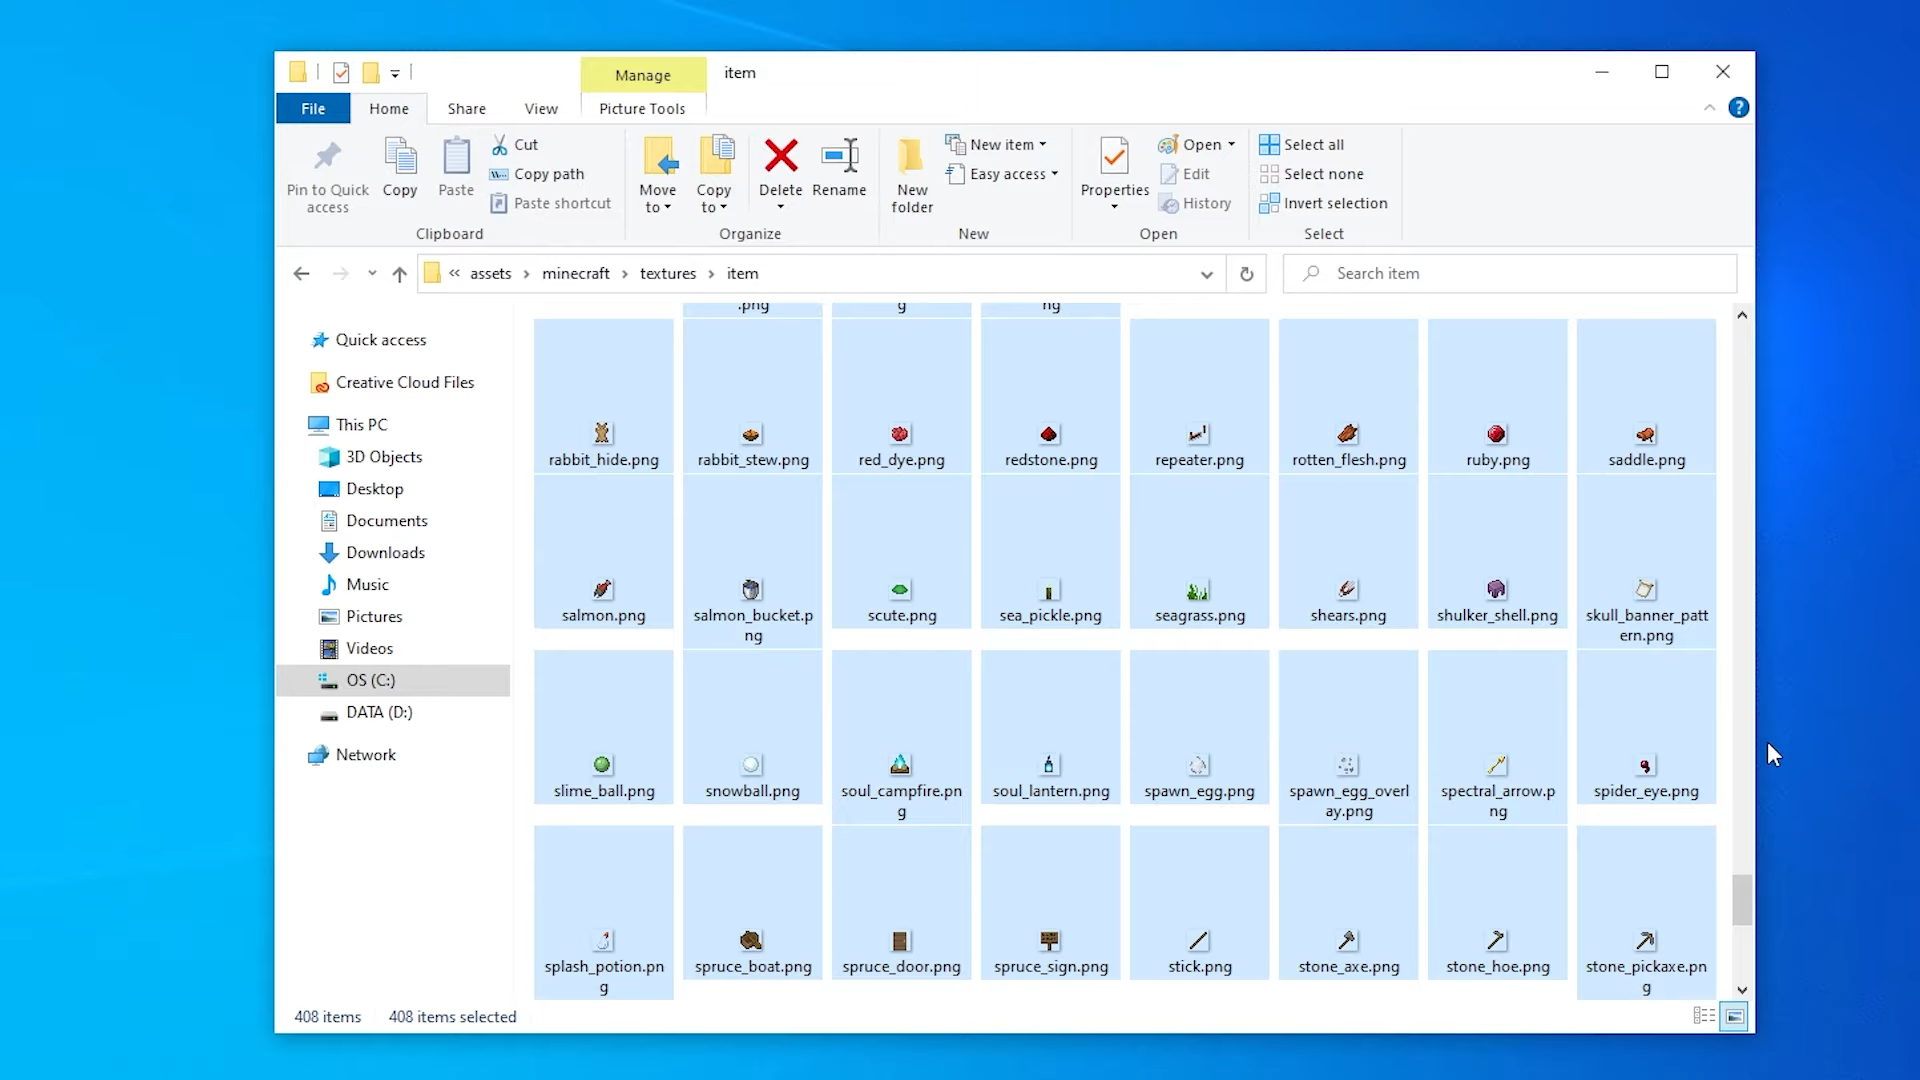 Manage
item
File
Home
Share
View
Picture Tools
Pin to Quick
access
Copy
Paste
Cut
Copy path
Paste shortcut
Clipboard
Move
to
Copy
to
Delete
Rename
Organize
New
folder
New item
Easy access
New
Properties
Open
Edit
History
Open
Select all
Select none
Invert selection
Select
« assets › minecraft › textures › item
Search item
Quick access
Creative Cloud Files
This PC
3D Objects
Desktop
Documents
Downloads
Music
Pictures
Videos
OS (C:)
DATA (D:)
Network
.png
g
ng
rabbit_hide.png
rabbit_stew.png
red_dye.png
redstone.png
repeater.png
rotten_flesh.png
ruby.png
saddle.png
salmon.png
salmon_bucket.p
ng
scute.png
sea_pickle.png
seagrass.png
shears.png
shulker_shell.png
skull_banner_patt
ern.png
slime_ball.png
snowball.png
soul_campfire.pn
g
soul_lantern.png
spawn_egg.png
spawn_egg_overl
ay.png
spectral_arrow.p
ng
spider_eye.png
splash_potion.pn
g
spruce_boat.png
spruce_door.png
spruce_sign.png
stick.png
stone_axe.png
stone_hoe.png
stone_pickaxe.pn
g
408 items
408 items selected